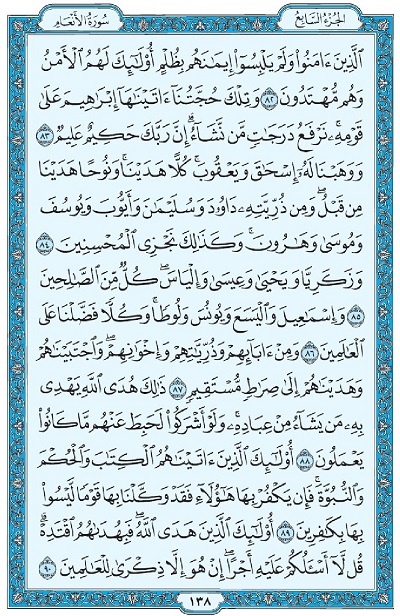 سُورَةُ الأَنْعَامِ
الجُزْءُ السَّابِعُ
ٱلَّذِينَ ءَامَنُوا۟ وَلَمْ يَلْبِسُوٓا۟ إِيمَٰنَهُم بِظُلْمٍ أُو۟لَٰٓئِكَ لَهُمُ ٱلْأَمْنُ
وَهُم مُّهْتَدُونَ ٨٢ وَتِلْكَ حُجَّتُنَآ ءَاتَيْنَٰهَآ إِبْرَٰهِيمَ عَلَىٰ
قَوْمِهِۦ ۚ نَرْفَعُ دَرَجَٰتٍ مَّن نَّشَآءُ ۗ إِنَّ رَبَّكَ حَكِيمٌ عَلِيمٌ ٨٣
وَوَهَبْنَا لَهُۥٓ إِسْحَٰقَ وَيَعْقُوبَ ۚ كُلًّا هَدَيْنَا ۚ وَنُوحًا هَدَيْنَا
مِن قَبْلُ ۖ وَمِن ذُرِّيَّتِهِۦ دَاوُۥدَ وَسُلَيْمَٰنَ وَأَيُّوبَ وَيُوسُفَ
وَمُوسَىٰ وَهَٰرُونَ ۚ وَكَذَٰلِكَ نَجْزِى ٱلْمُحْسِنِينَ ٨٤
وَزَكَرِيَّا وَيَحْيَىٰ وَعِيسَىٰ وَإِلْيَاسَ ۖ كُلٌّ مِّنَ ٱلصَّٰلِحِينَ
٨٥ وَإِسْمَٰعِيلَ وَٱلْيَسَعَ وَيُونُسَ وَلُوطًا ۚ وَكُلًّا فَضَّلْنَا عَلَى
ٱلْعَٰلَمِينَ ٨٦ وَمِنْ ءَابَآئِهِمْ وَذُرِّيَّٰتِهِمْ وَإِخْوَٰنِهِمْ ۖ وَٱجْتَبَيْنَٰهُمْ
وَهَدَيْنَٰهُمْ إِلَىٰ صِرَٰطٍ مُّسْتَقِيمٍ ٨٧ ذَٰلِكَ هُدَى ٱللَّهِ يَهْدِى
بِهِۦ مَن يَشَآءُ مِنْ عِبَادِهِۦ ۚ وَلَوْ أَشْرَكُوا۟ لَحَبِطَ عَنْهُم مَّا كَانُوا۟
يَعْمَلُونَ ٨٨ أُو۟لَٰٓئِكَ ٱلَّذِينَ ءَاتَيْنَٰهُمُ ٱلْكِتَٰبَ وَٱلْحُكْمَ
وَٱلنُّبُوَّةَ ۚ فَإِن يَكْفُرْ بِهَا هَٰٓؤُلَآءِ فَقَدْ وَكَّلْنَا بِهَا قَوْمًا لَّيْسُوا۟
بِهَا بِكَٰفِرِينَ ٨٩ أُو۟لَٰٓئِكَ ٱلَّذِينَ هَدَى ٱللَّهُ ۖ فَبِهُدَىٰهُمُ ٱقْتَدِهْ ۗ
قُل لَّآ أَسْـَٔلُكُمْ عَلَيْهِ أَجْرًا ۖ إِنْ هُوَ إِلَّا ذِكْرَىٰ لِلْعَٰلَمِينَ ٩٠
١٣٨